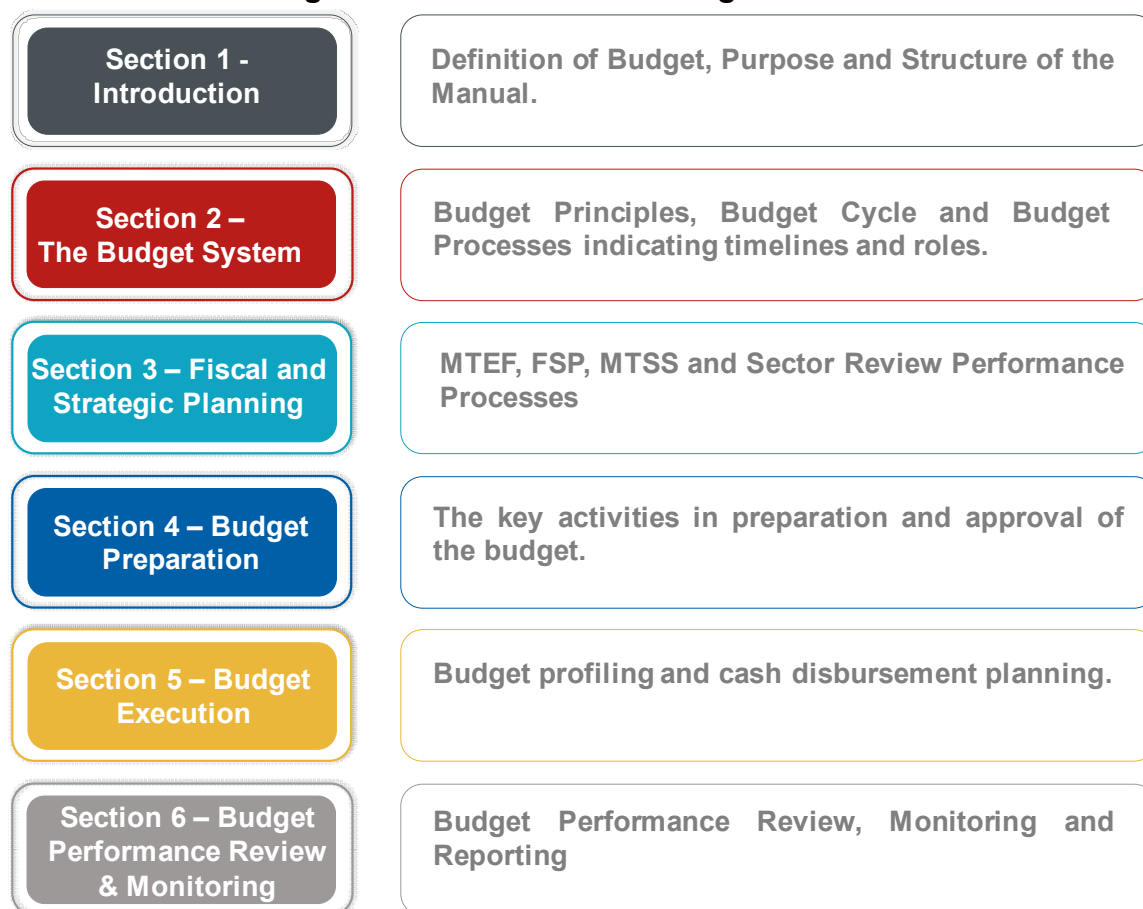 Section 1 -
Introduction
Definition of Budget, Purpose and Structure of the
Manual.
Section 2 –
The Budget System
Budget Principles, Budget Cycle and Budget
Processes indicating timelines and roles.
Section 3 – Fiscal and
Strategic Planning
MTEF, FSP, MTSS and Sector Review Performance
Processes
Section 4 – Budget
Preparation
The key activities in preparation and approval of
the budget.
Section 5 – Budget
Execution
Budget profiling and cash disbursement planning.
Section 6 – Budget
Performance Review
& Monitoring
Budget Performance Review, Monitoring and
Reporting